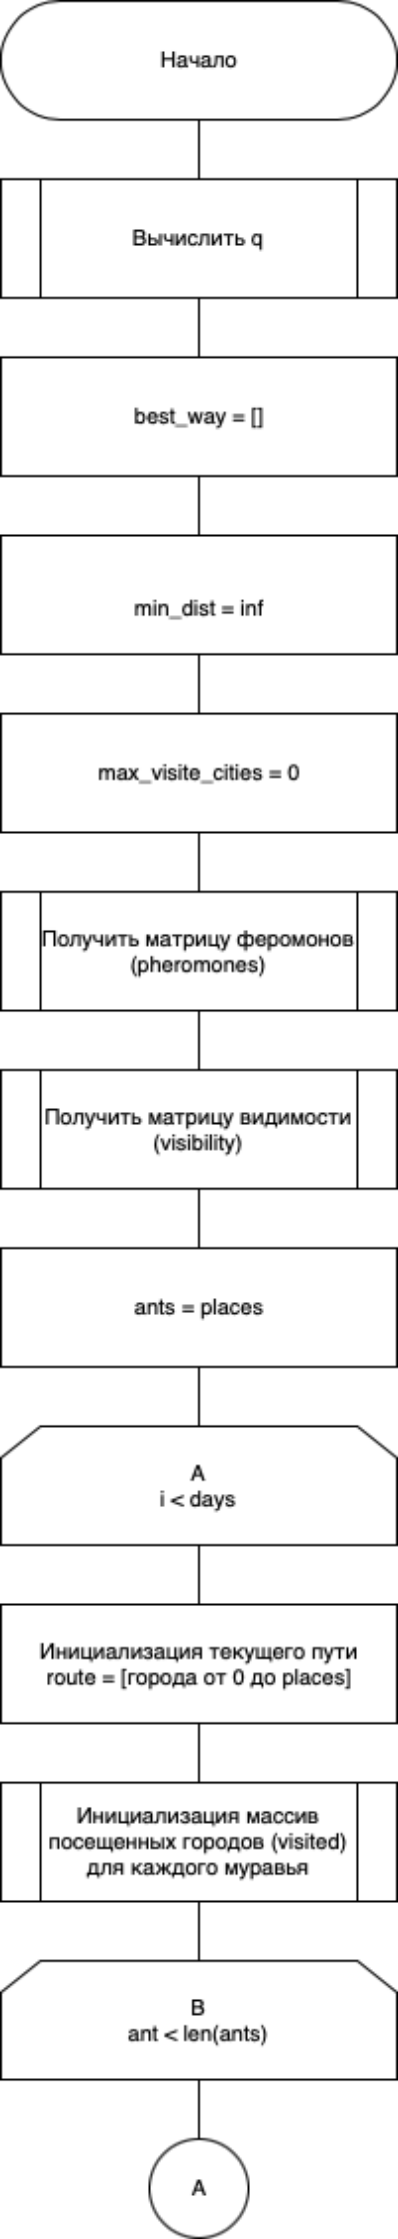 Начало
Вычислить q
best_way = []
min_dist = inf
max_visite_cities = 0
Получить матрицу феромонов
(pheromones)
Получить матрицу видимости
(visibility)
ants = places
A
i < days
Инициализация текущего пути
route = [города от 0 до places]
Инициализация массив
посещенных городов (visited)
для каждого муравья
B
ant < len(ants)
A